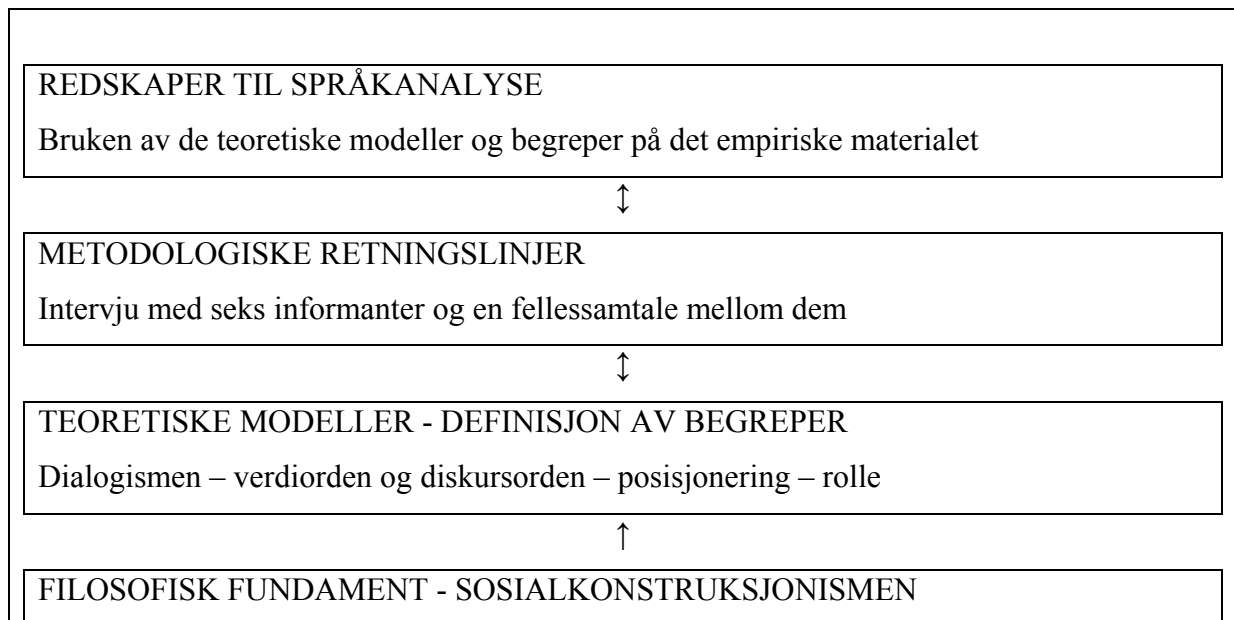 REDSKAPER TIL SPRÅKANALYSE
Bruken av de teoretiske modeller og begreper på det empiriske materialet
↕
METODOLOGISKE RETNINGSLINJER
Intervju med seks informanter og en fellessamtale mellom dem
↕
TEORETISKE MODELLER - DEFINISJON AV BEGREPER
Dialogismen – verdiorden og diskursorden – posisjonering – rolle
↑
FILOSOFISK FUNDAMENT - SOSIALKONSTRUKSJONISMEN